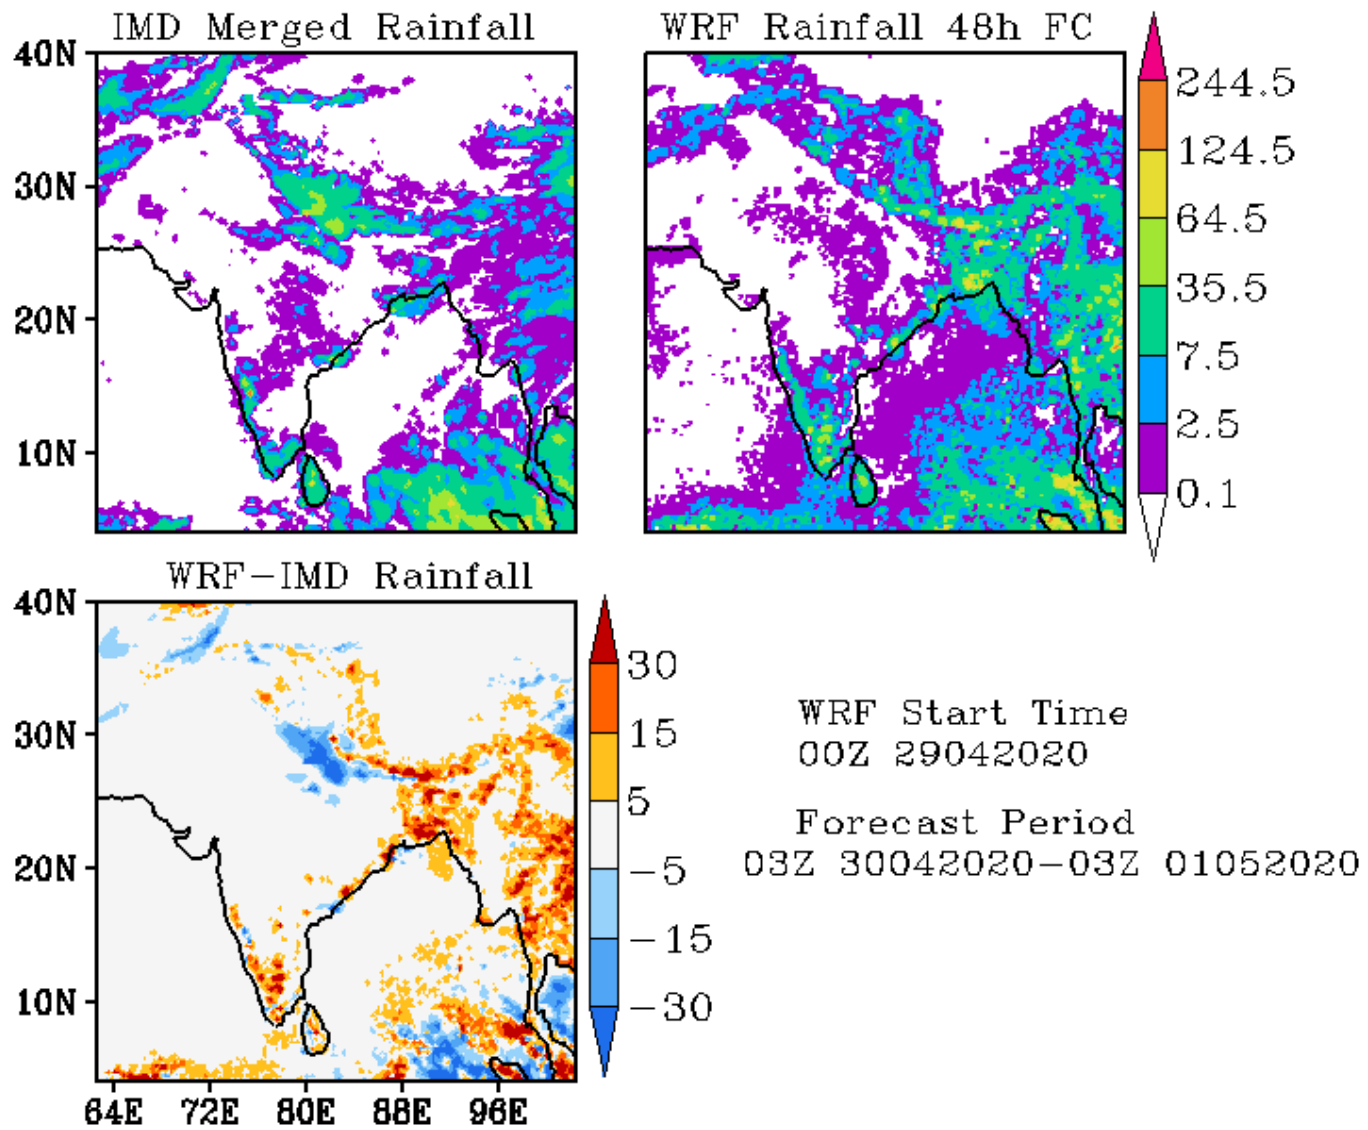 IMD Merged Rainfall
WRF Rainfall 48h FC
40N
30N
20N
10N
244.5
124.5
64.5
35.5
7.5
2.5
0.1
WRF-IMD Rainfall
40N
30N
20N
10N
64E 72E 80E 88E 96E
30
15
5
-5
-15
-30
WRF Start Time
00Z 29042020
Forecast Period
03Z 30042020-03Z 01052020